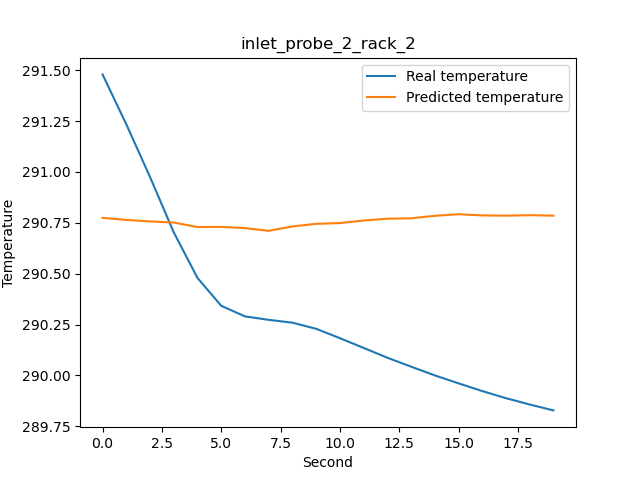 inlet_probe_2_rack_2
Real temperature
Predicted temperature
291.50
291.25
291.00
290.75
290.50
290.25
290.00
289.75
Temperature
0.0 2.5 5.0 7.5 10.0 12.5 15.0 17.5
Second